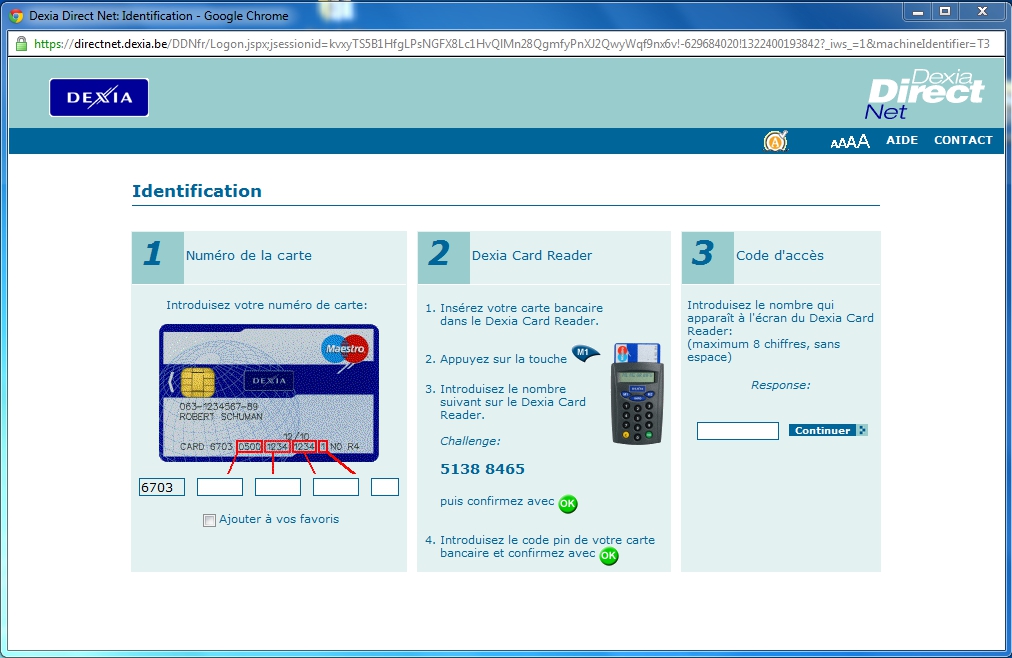 Dexia Direct Net: Identification - Google Chrome
https://directnet.dexia.be/DDNfr/Logon.jspx;jsessionid=kvxyTS5B1HfgLPsNGFX8Lc1HvQlMn28QgmfyPnXJ2QwyWqf9nx6v!-629684020!1322400193842?_iws_=1&machineIdentifier=T3
DEXIA
Dexia
Direct
Net
A
AAAA AIDE CONTACT
Identification
1 Numéro de la carte
Introduisez votre numéro de carte:
Maestro
DEXIA
063-1234567-89
ROBERT SCHUMAN
12/10
CARD 6703 0500 1234 1234 1 NO R4
6703
Ajouter à vos favoris
2 Dexia Card Reader
1. Insérez votre carte bancaire
dans le Dexia Card Reader.
2. Appuyez sur la touche M1
3. Introduisez le nombre
suivant sur le Dexia Card
Reader.
Challenge:
5138 8465
puis confirmez avec OK
4. Introduisez le code pin de votre carte
bancaire et confirmez avec OK
3 Code d'accès
Introduisez le nombre qui
apparaît à l'écran du Dexia Card
Reader:
(maximum 8 chiffres, sans
espace)
Response:
Continuer